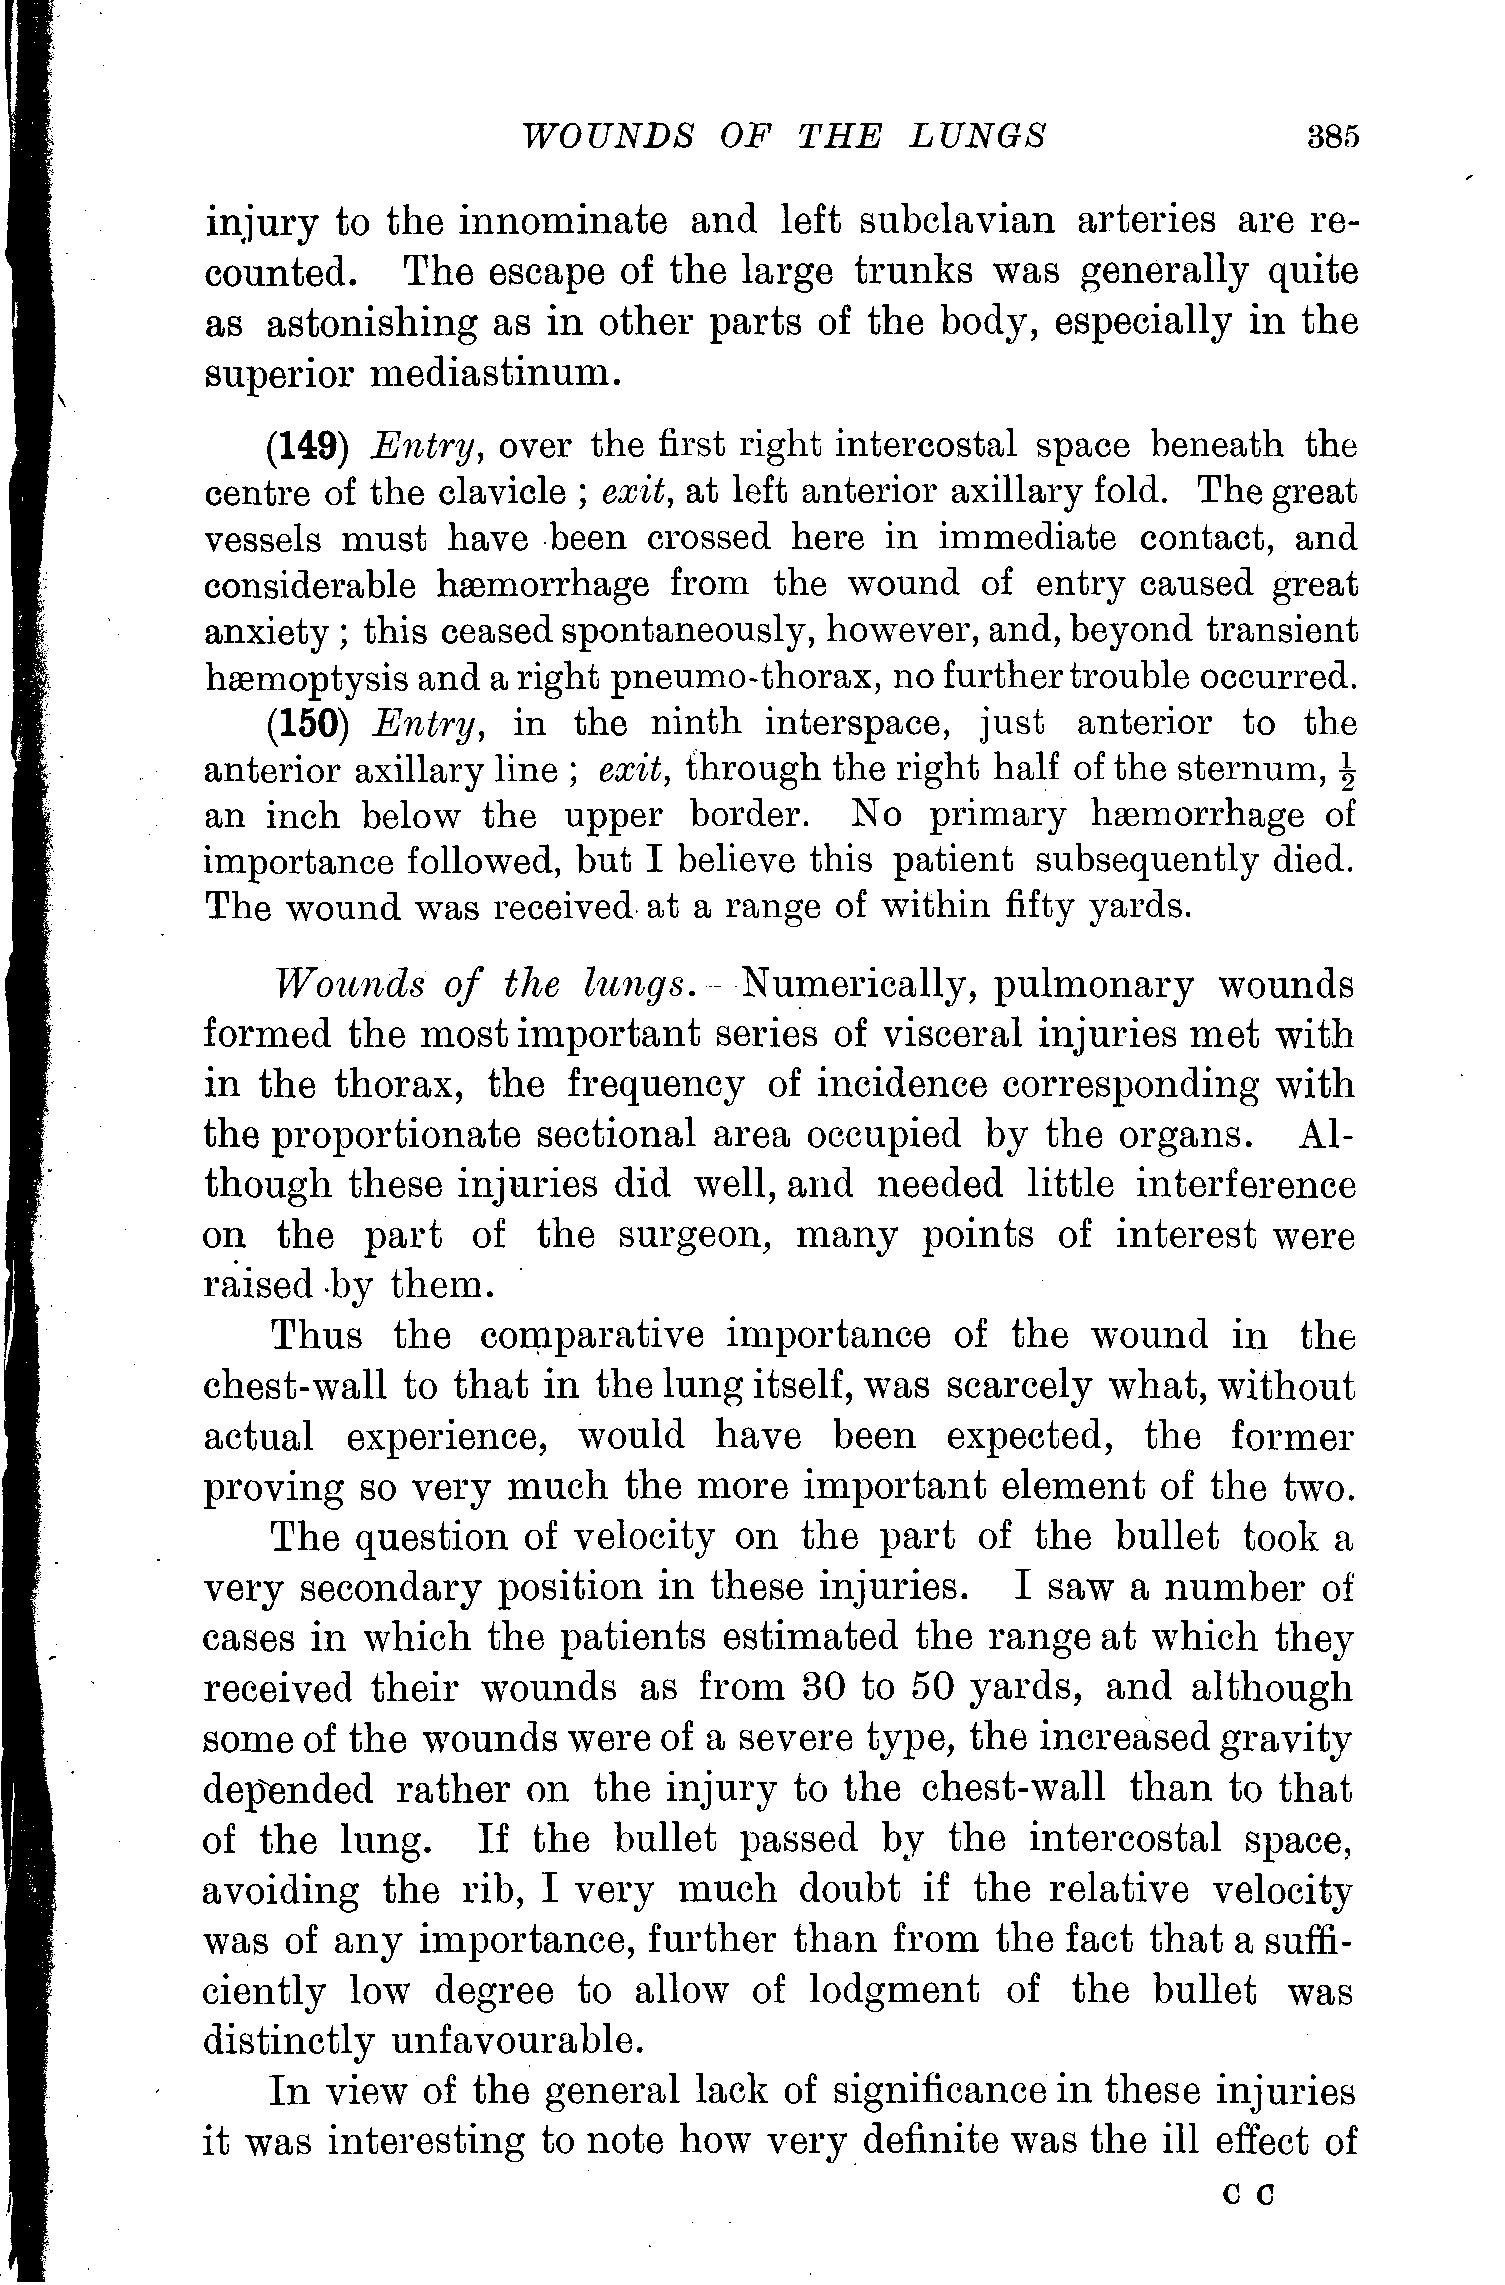 WOUNDS OF THE LUNGS 385
injury to the innominate and left subclavian arteries are re-
counted. The escape of the large trunks was generally quite
as astonishing as in other parts of the body, especially in the
superior mediastinum.
(149) Entry, over the first right intercostal space beneath the
centre of the clavicle ; exit, at left anterior axillary fold. The great
vessels must have been crossed here in immediate contact, and
considerable hæmorrhage from the wound of entry caused great
anxiety ; this ceased spontaneously, however, and, beyond transient
hæmoptysis and a right pneumo-thorax, no further trouble occurred.
(150) Entry, in the ninth interspace, just anterior to the
anterior axillary line ; exit, through the right half of the sternum, ½
an inch below the upper border. No primary hæmorrhage of
importance followed, but I believe this patient subsequently died.
The wound was received at a range of within fifty yards.
Wounds of the lungs.—Numerically, pulmonary wounds
formed the most important series of visceral injuries met with
in the thorax, the frequency of incidence corresponding with
the proportionate sectional area occupied by the organs. Al-
though these injuries did well, and needed little interference
on the part of the surgeon, many points of interest were
raised by them.
Thus the comparative importance of the wound in the
chest-wall to that in the lung itself, was scarcely what, without
actual experience, would have been expected, the former
proving so very much the more important element of the two.
The question of velocity on the part of the bullet took a
very secondary position in these injuries. I saw a number of
cases in which the patients estimated the range at which they
received their wounds as from 30 to 50 yards, and although
some of the wounds were of a severe type, the increased gravity
depended rather on the injury to the chest-wall than to that
of the lung. If the bullet passed by the intercostal space,
avoiding the rib, I very much doubt if the relative velocity
was of any importance, further than from the fact that a suffi-
ciently low degree to allow of lodgment of the bullet was
distinctly unfavourable.
In view of the general lack of significance in these injuries
it was interesting to note how very definite was the ill effect of
C C